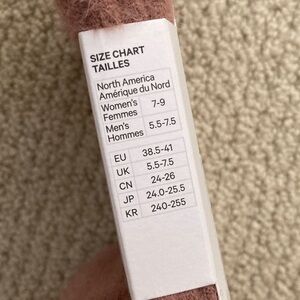 SIZE CHART
TAILLES
North America
Amérique du Nord
Women's
Femmes 7-9
Men's
Hommes 5.5-7.5
EU 38.5-41
UK 5.5-7.5
CN 24-26
JP 24.0-25.5
KR 240-255